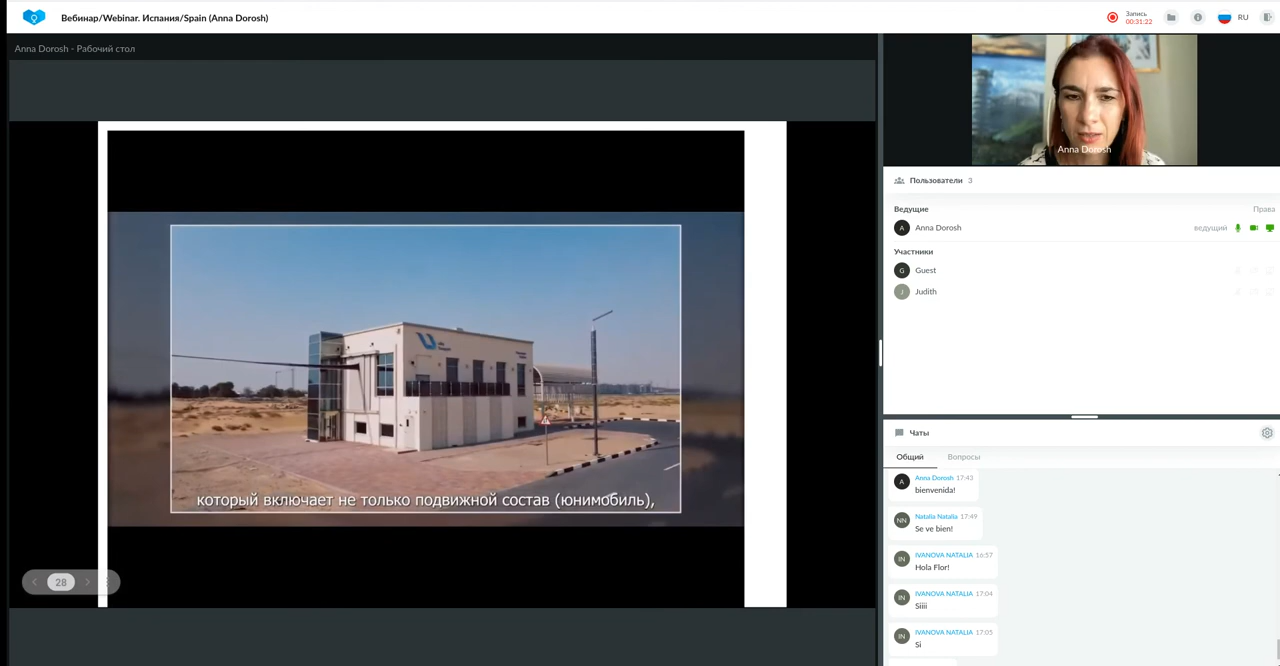 Вебинар/Webinar. Испания/Spain (Anna Dorosh)
Запись
00:31:22
RU
Anna Dorosh - Рабочий стол
который включает не только подвижной состав (юнимобиль),
28
Anna Dorosh
Пользователи 3
Ведущие Права
A Anna Dorosh ведущий
Участники
G Guest
J Judith
Чаты
Общий Вопросы
A Anna Dorosh 17:43
bienvenida!
NN Natalia Natalia 17:49
Se ve bien!
IN IVANOVA NATALIA 16:57
Hola Flor!
IN IVANOVA NATALIA 17:04
Siiii
IN IVANOVA NATALIA 17:05
Si